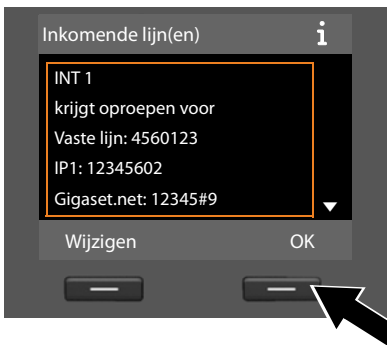 Inkomende lijn(en) i
INT 1
krijgt oproepen voor
Vaste lijn: 4560123
IP1: 12345602
Gigaset.net: 12345#9
Wijzigen OK